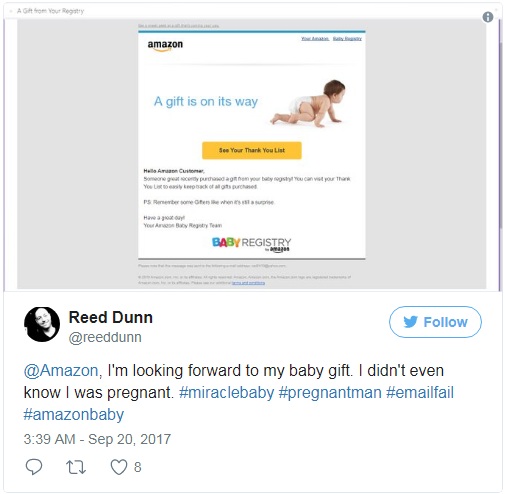 A Gift from Your Registry
amazon
Your Amazon Baby Registry
A gift is on its way
See Your Thank You List
Hello Amazon Customer,
Someone great recently purchased a gift from your baby registry! You can visit your Thank
You List to easily keep track of all gifts purchased.
PS: Remember some Gifters like when it's still a surprise.
Have a great day!
Your Amazon Baby Registry Team
BABY REGISTRY
by amazon
Reed Dunn
@reeddunn
Follow
@Amazon, I'm looking forward to my baby gift. I didn't even
know I was pregnant. #miraclebaby #pregnantman #emailfail
#amazonbaby
3:39 AM - Sep 20, 2017
8